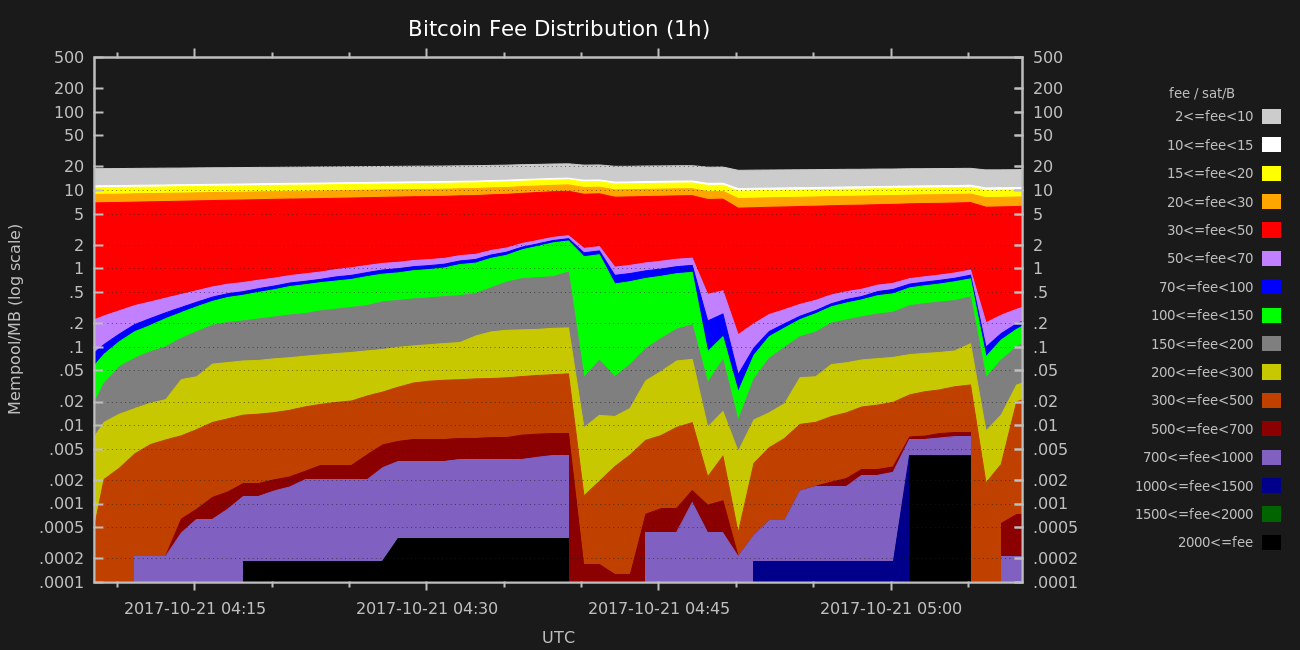 Bitcoin Fee Distribution (1h)
Mempool/MB (log scale)
500
200
100
50
20
10
5
2
1
.5
.2
.1
.05
.02
.01
.005
.002
.001
.0005
.0002
.0001
500
200
100
50
20
10
5
2
1
.5
.2
.1
.05
.02
.01
.005
.002
.001
.0005
.0002
.0001
2017-10-21 04:15
2017-10-21 04:30
2017-10-21 04:45
2017-10-21 05:00
UTC
fee / sat/B
2<=fee<10
10<=fee<15
15<=fee<20
20<=fee<30
30<=fee<50
50<=fee<70
70<=fee<100
100<=fee<150
150<=fee<200
200<=fee<300
300<=fee<500
500<=fee<700
700<=fee<1000
1000<=fee<1500
1500<=fee<2000
2000<=fee